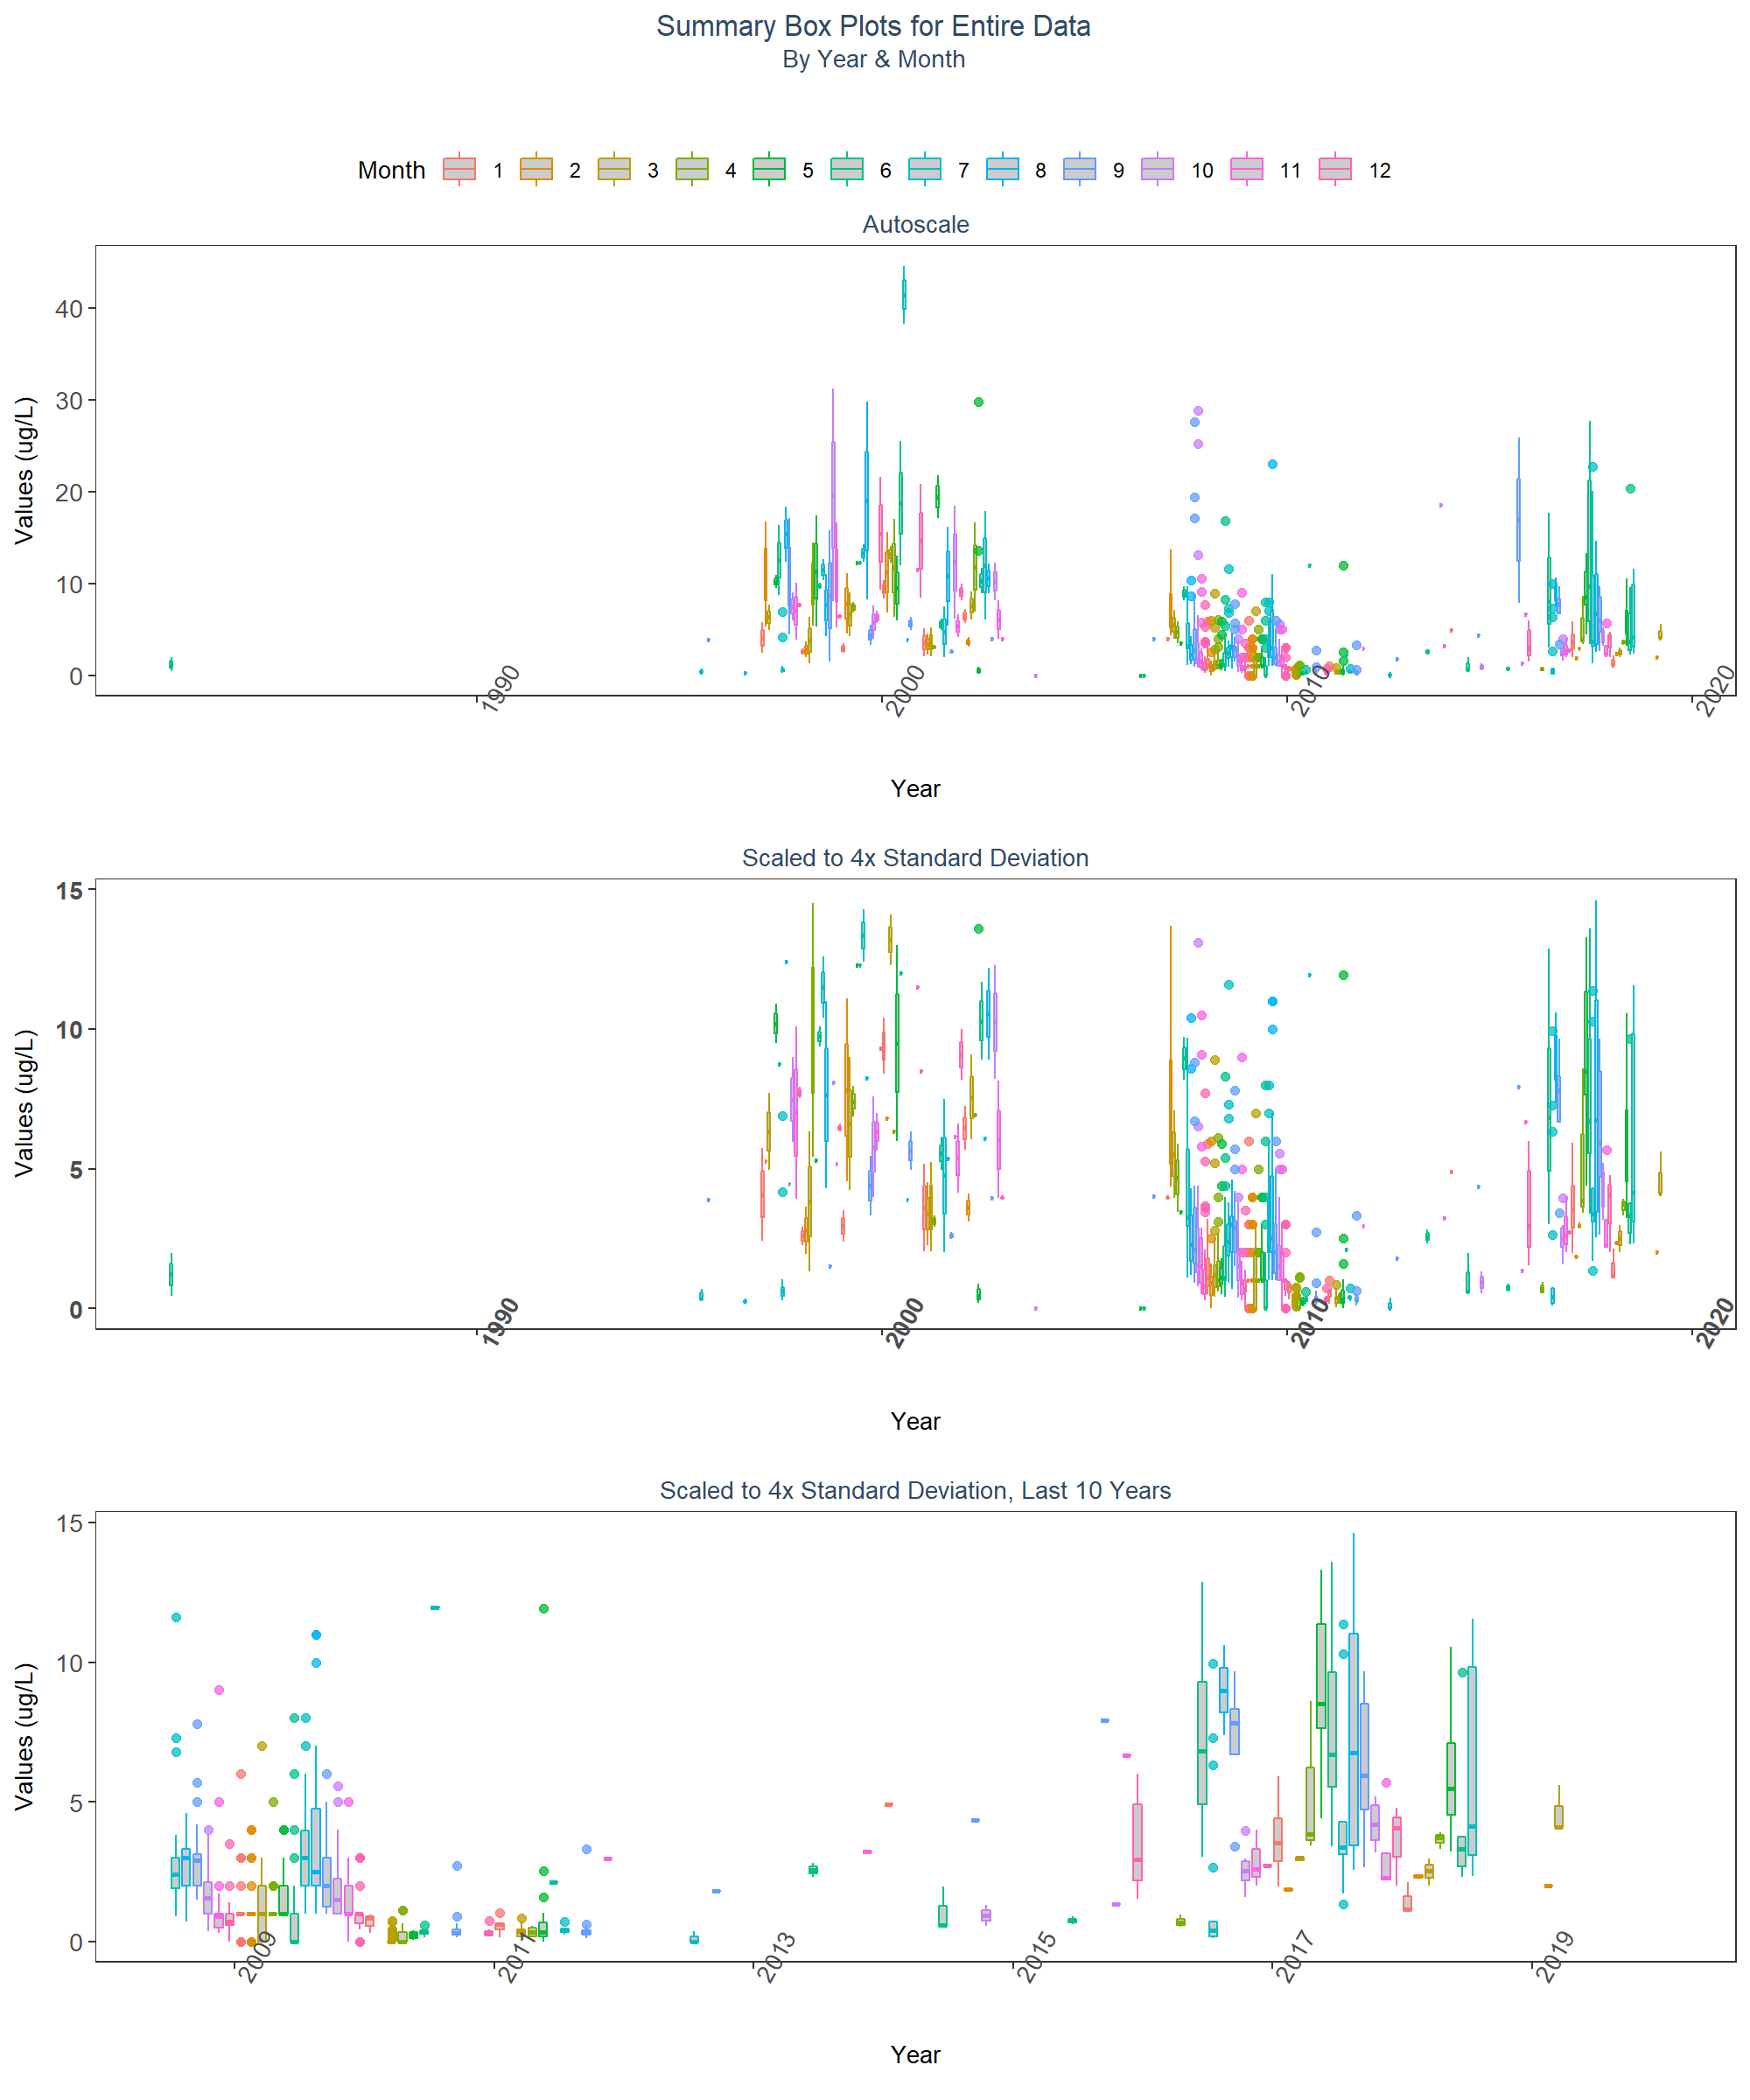 Summary Box Plots for Entire Data
By Year & Month
Month 1 2 3 4 5 6 7 8 9 10 11 12
Autoscale
Values (ug/L)
40
30
20
10
0
1990 2000 2010 2020
Year
Scaled to 4x Standard Deviation
Values (ug/L)
15
10
5
0
1990 2000 2010 2020
Year
Scaled to 4x Standard Deviation, Last 10 Years
Values (ug/L)
15
10
5
0
2009 2011 2013 2015 2017 2019
Year